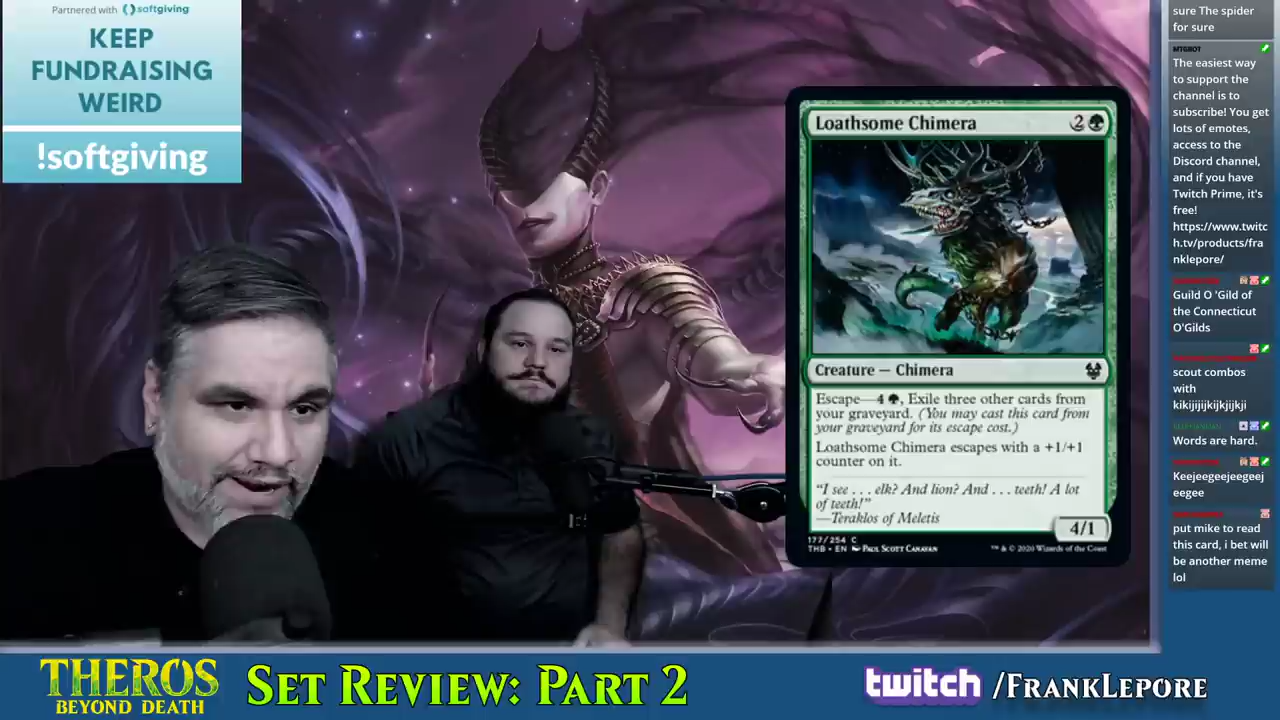 Partnered with softgiving
KEEP
FUNDRAISING
WEIRD
!softgiving
Loathsome Chimera 2
Creature — Chimera
Escape—4 , Exile three other cards from
your graveyard. (You may cast this card from
your graveyard for its escape cost.)
Loathsome Chimera escapes with a +1/+1
counter on it.
“I see . . . elk? And lion? And . . . teeth! A lot
of teeth!”
—Teraklos of Meletis
4/1
177/254 C
THB • EN Paul Scott Canavan
™ & © 2020 Wizards of the Coast
sure The spider
for sure
MTGBOT
The easiest way
to support the
channel is to
subscribe! You get
lots of emotes,
access to the
Discord channel,
and if you have
Twitch Prime, it's
free!
https://www.twitc
h.tv/products/fra
nklepore/
Guild O 'Gild of
the Connecticut
O'Gilds
scout combos
with
kikijijijkijkjijkji
Words are hard.
Keejeegeejeegeej
eegee
put mike to read
this card, i bet will
be another meme
lol
THEROS
BEYOND DEATH
Set Review: Part 2
twitch /FrankLepore